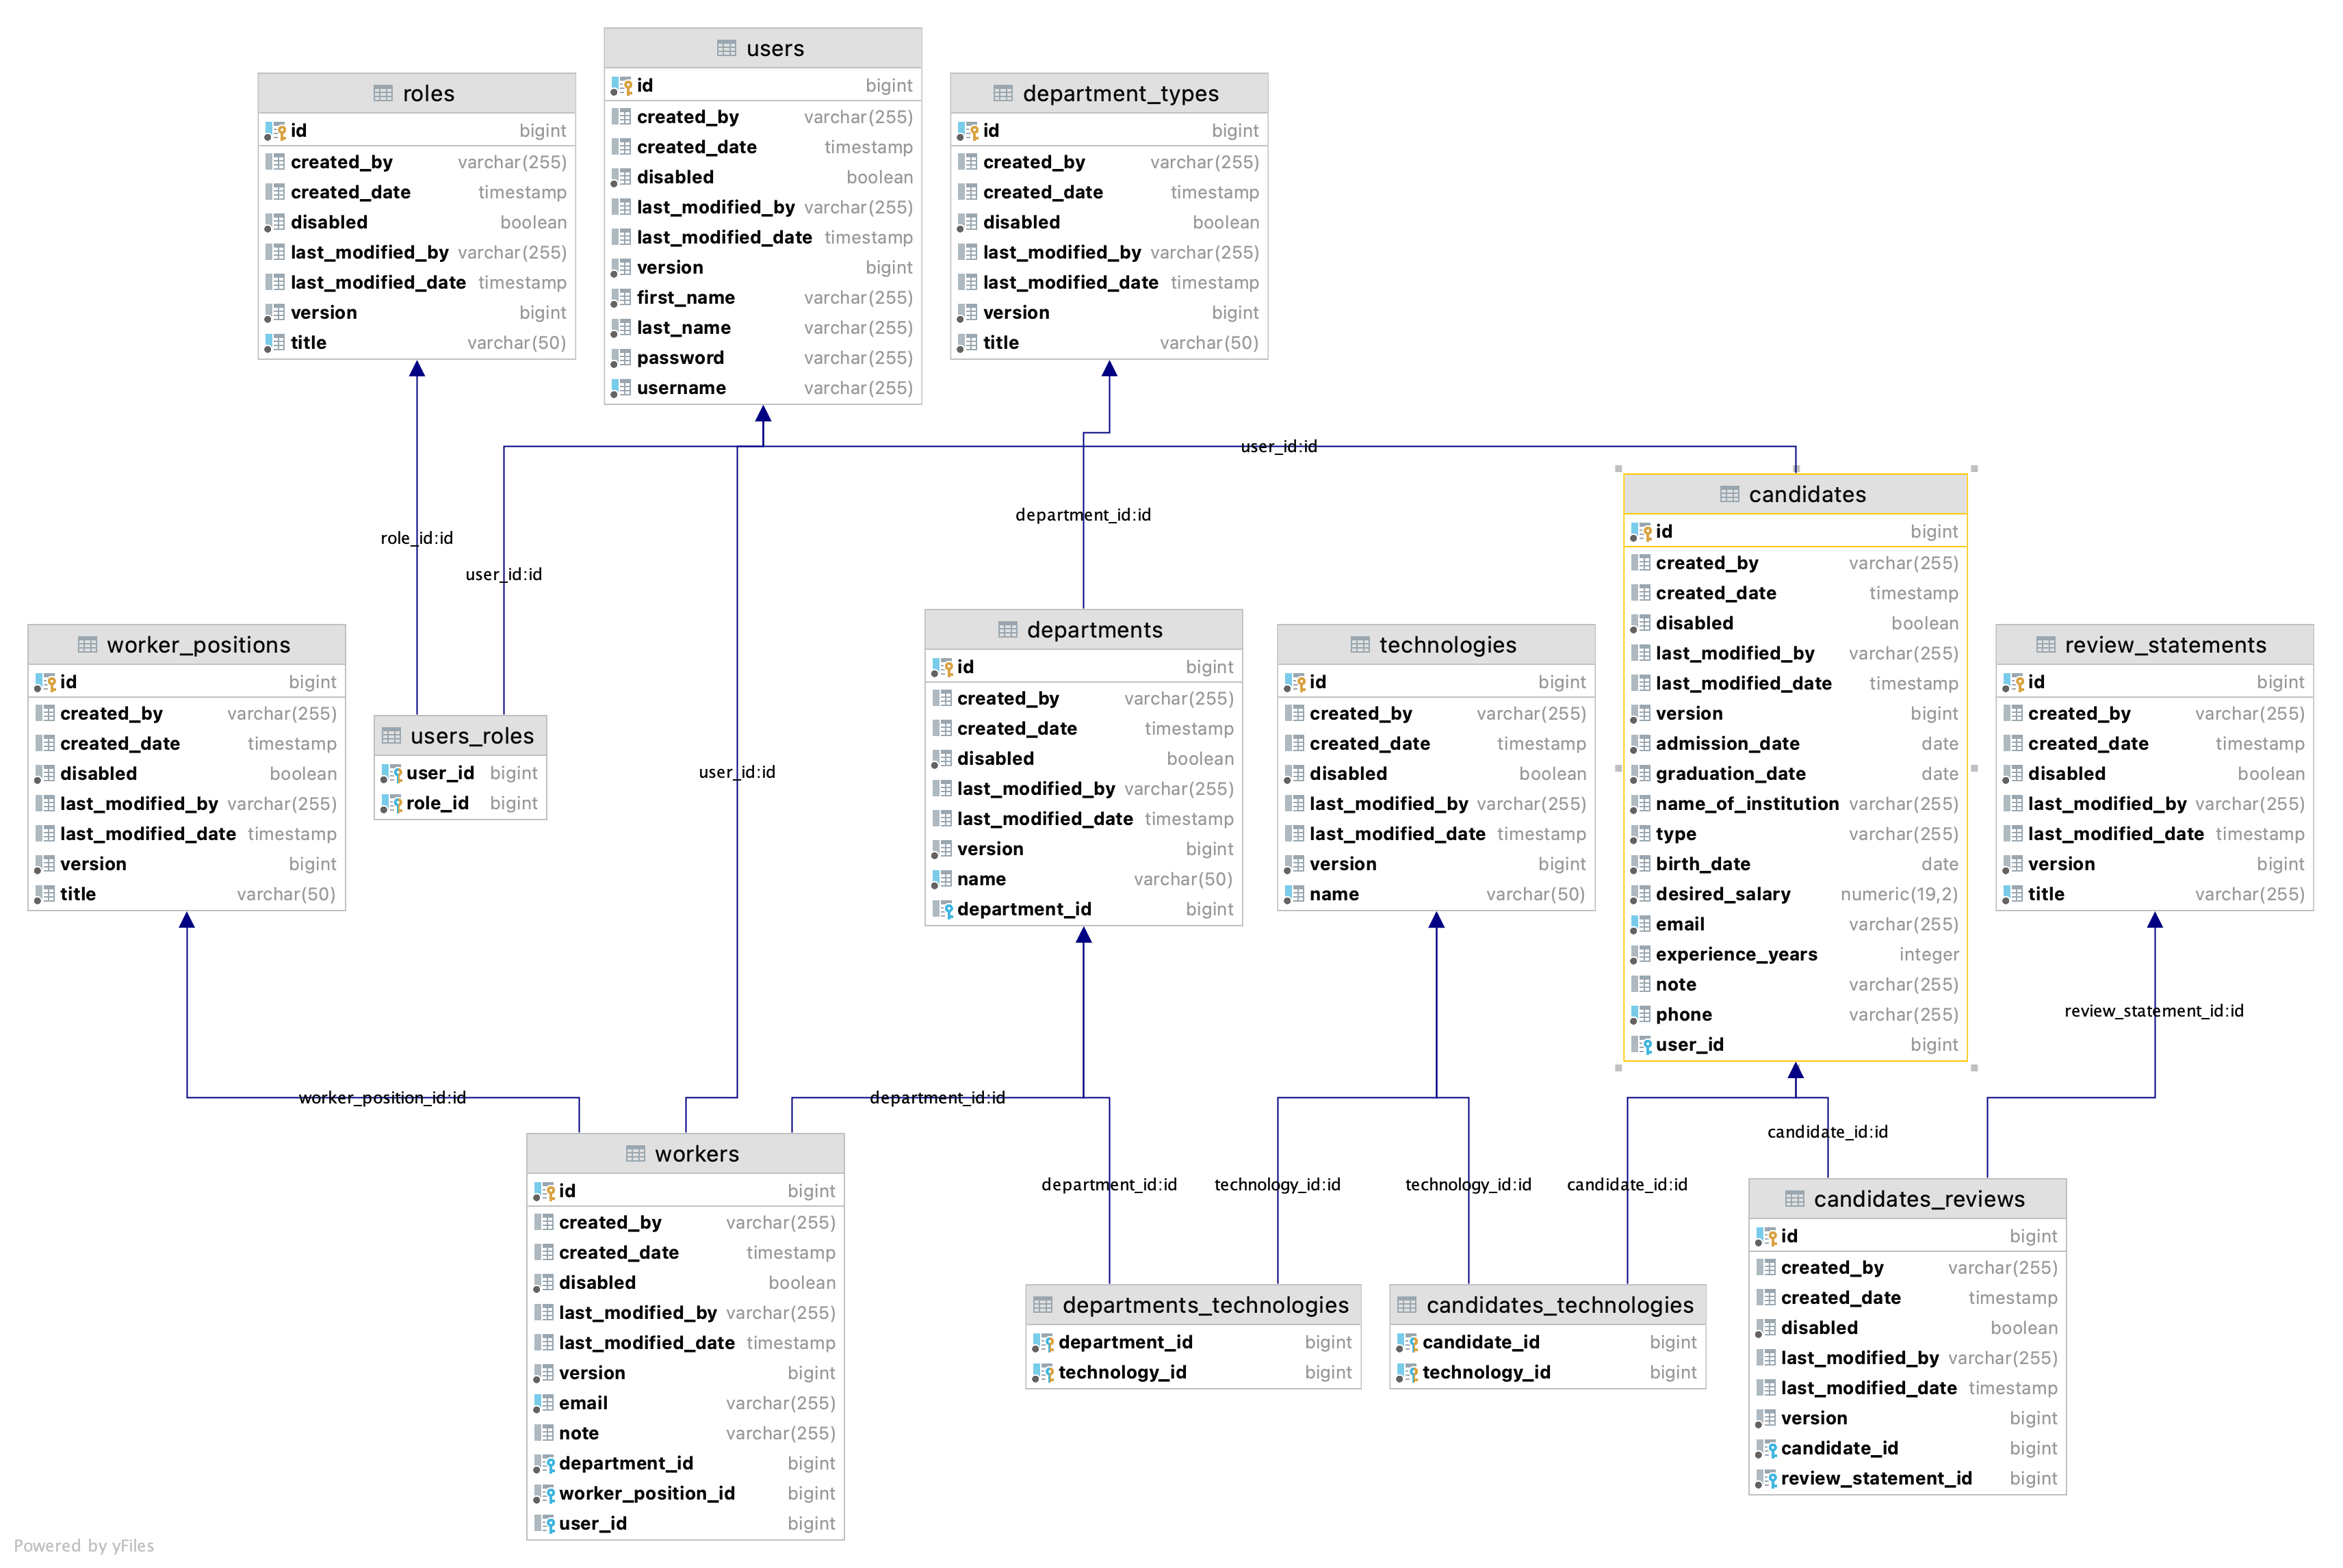 users
id bigint
created_by varchar(255)
created_date timestamp
disabled boolean
last_modified_by varchar(255)
last_modified_date timestamp
version bigint
first_name varchar(255)
last_name varchar(255)
password varchar(255)
username varchar(255)
roles
id bigint
created_by varchar(255)
created_date timestamp
disabled boolean
last_modified_by varchar(255)
last_modified_date timestamp
version bigint
title varchar(50)
department_types
id bigint
created_by varchar(255)
created_date timestamp
disabled boolean
last_modified_by varchar(255)
last_modified_date timestamp
version bigint
title varchar(50)
user_id:id
department_id:id
role_id:id
user_id:id
user_id:id
candidates
id bigint
created_by varchar(255)
created_date timestamp
disabled boolean
last_modified_by varchar(255)
last_modified_date timestamp
version bigint
admission_date date
graduation_date date
name_of_institution varchar(255)
type varchar(255)
birth_date date
desired_salary numeric(19,2)
email varchar(255)
experience_years integer
note varchar(255)
phone varchar(255)
user_id bigint
worker_positions
id bigint
created_by varchar(255)
created_date timestamp
disabled boolean
last_modified_by varchar(255)
last_modified_date timestamp
version bigint
title varchar(50)
users_roles
user_id bigint
role_id bigint
departments
id bigint
created_by varchar(255)
created_date timestamp
disabled boolean
last_modified_by varchar(255)
last_modified_date timestamp
version bigint
name varchar(50)
department_id bigint
technologies
id bigint
created_by varchar(255)
created_date timestamp
disabled boolean
last_modified_by varchar(255)
last_modified_date timestamp
version bigint
name varchar(50)
review_statements
id bigint
created_by varchar(255)
created_date timestamp
disabled boolean
last_modified_by varchar(255)
last_modified_date timestamp
version bigint
title varchar(255)
review_statement_id:id
worker_position_id:id
department_id:id
candidate_id:id
department_id:id
technology_id:id
technology_id:id
candidate_id:id
workers
id bigint
created_by varchar(255)
created_date timestamp
disabled boolean
last_modified_by varchar(255)
last_modified_date timestamp
version bigint
email varchar(255)
note varchar(255)
department_id bigint
worker_position_id bigint
user_id bigint
departments_technologies
department_id bigint
technology_id bigint
candidates_technologies
candidate_id bigint
technology_id bigint
candidates_reviews
id bigint
created_by varchar(255)
created_date timestamp
disabled boolean
last_modified_by varchar(255)
last_modified_date timestamp
version bigint
candidate_id bigint
review_statement_id bigint
Powered by yFiles